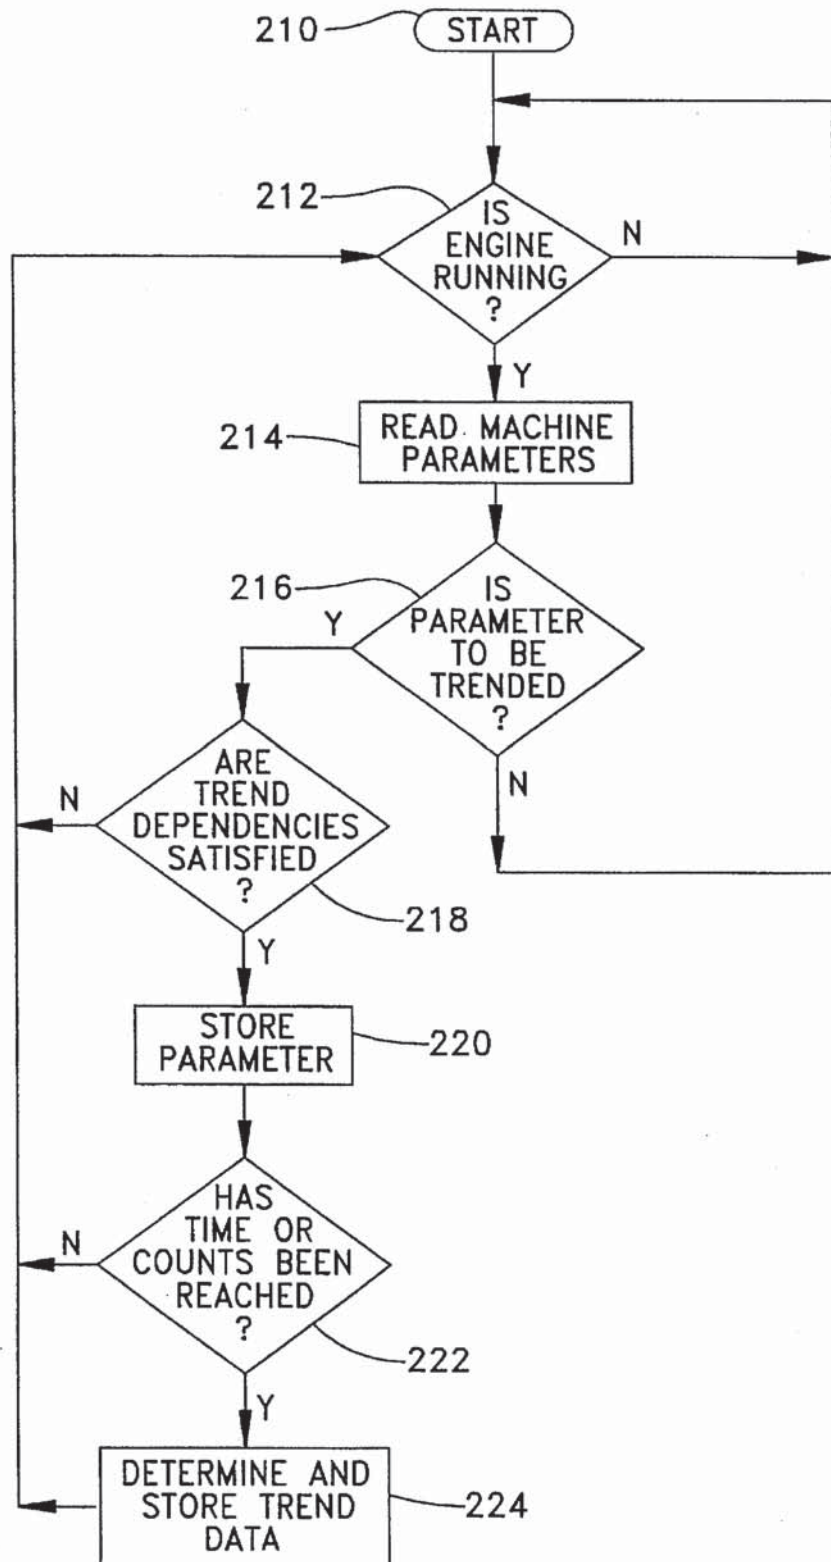 210
START
212
IS
ENGINE
RUNNING
?
N
Y
214
READ MACHINE
PARAMETERS
216
IS
PARAMETER
TO BE
TRENDED
?
Y
N
ARE
TREND
DEPENDENCIES
SATISFIED
?
N
218
Y
STORE
PARAMETER
220
HAS
TIME OR
COUNTS BEEN
REACHED
?
N
222
Y
DETERMINE AND
STORE TREND
DATA
224